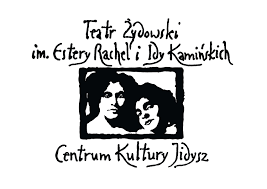 Teatr Żydowski
im. Estery Rachel i Idy Kamińskich
Centrum Kultury Jidysz